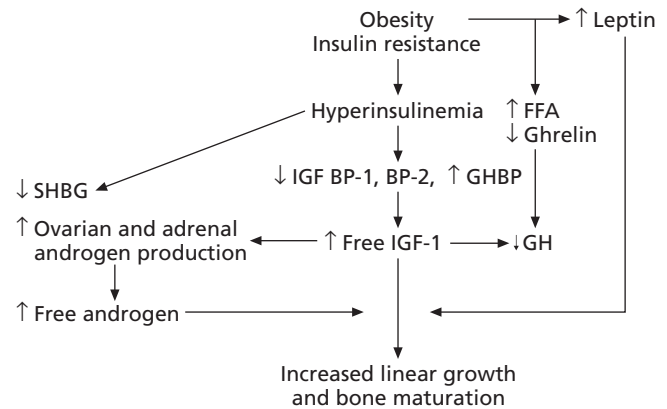 Obesity
Insulin resistance
↑ Leptin
Hyperinsulinemia
↑ FFA
↓ Ghrelin
↓ IGF BP-1, BP-2, ↑ GHBP
↓ SHBG
↑ Ovarian and adrenal
androgen production
↑ Free IGF-1
↓ GH
↑ Free androgen
Increased linear growth
and bone maturation